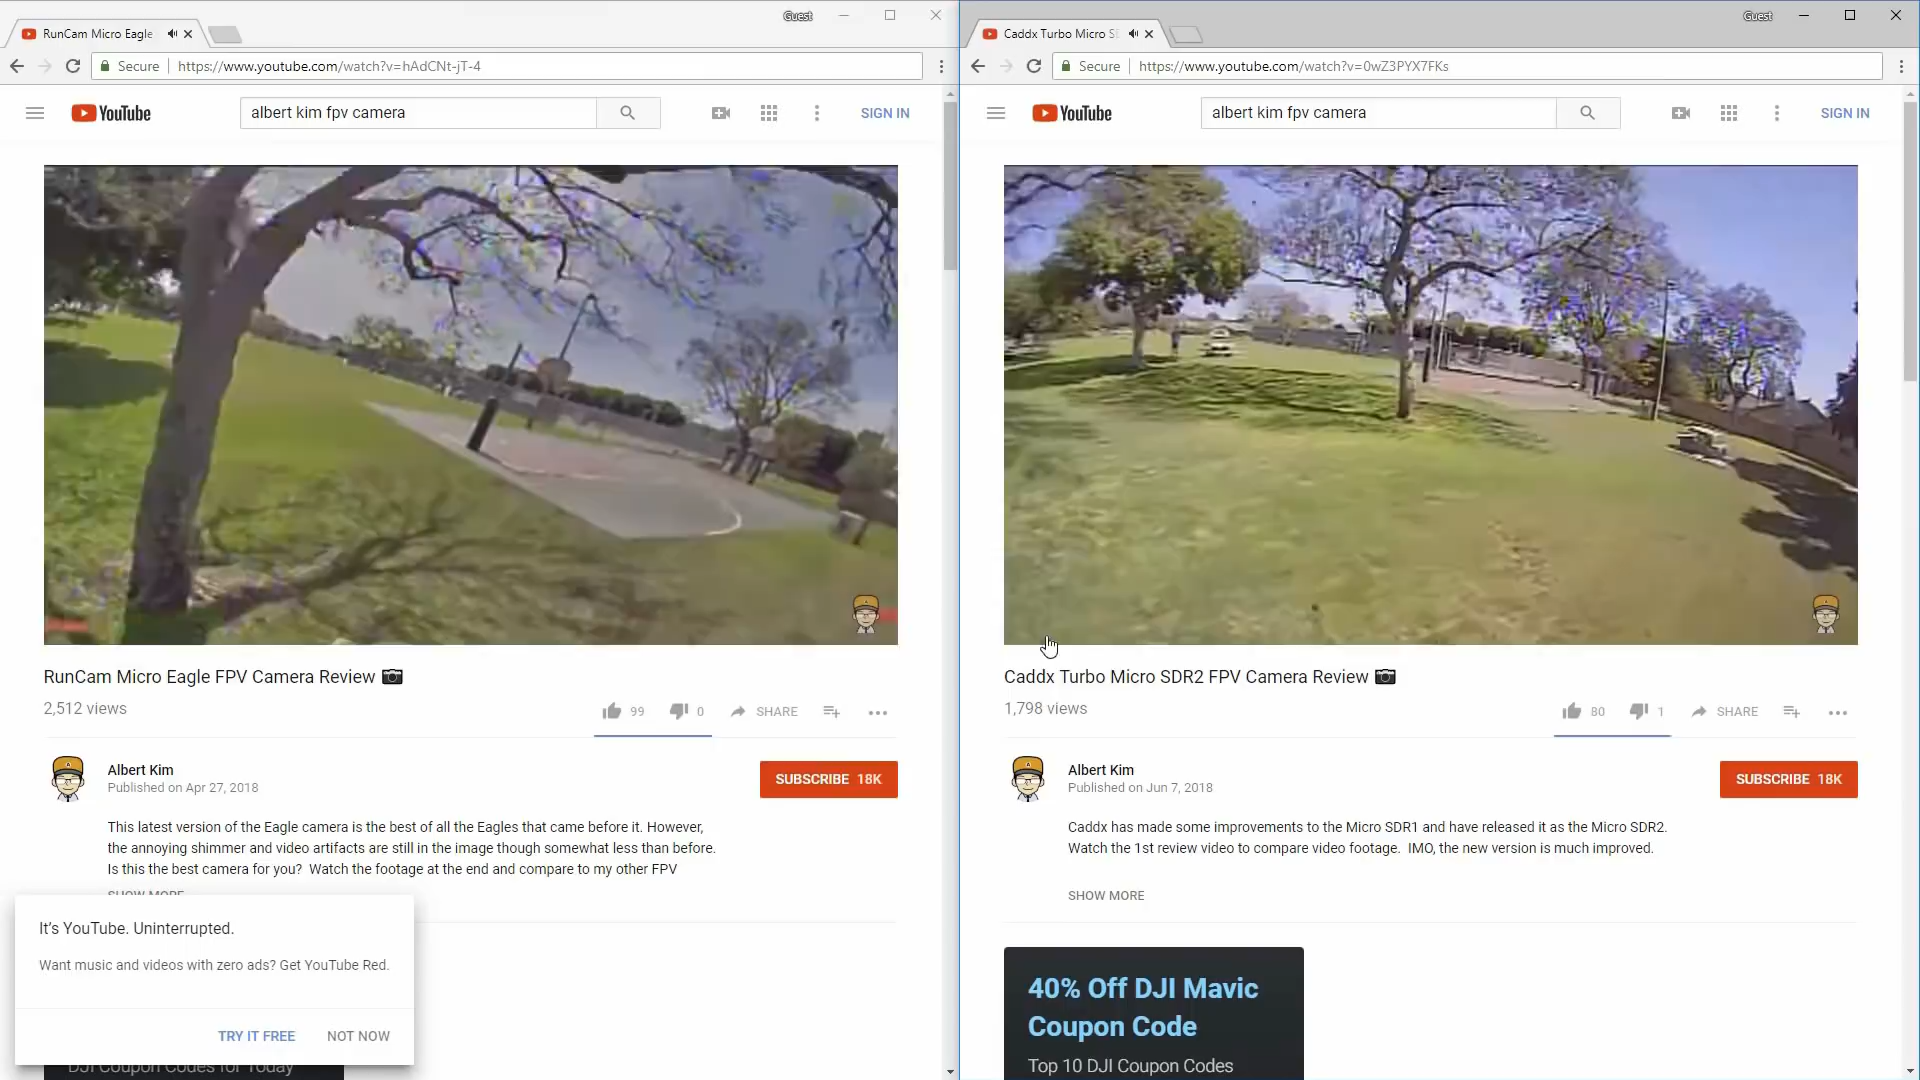 Guest
RunCam Micro Eagle
Secure
https://www.youtube.com/watch?v=hAdCNt-jT-4
YouTube
albert kim fpv camera
SIGN IN
RunCam Micro Eagle FPV Camera Review
2,512 views
99
0
SHARE
Albert Kim
Published on Apr 27, 2018
SUBSCRIBE 18K
This latest version of the Eagle camera is the best of all the Eagles that came before it. However,
the annoying shimmer and video artifacts are still in the image though somewhat less than before.
Is this the best camera for you? Watch the footage at the end and compare to my other FPV
SHOW MORE
It's YouTube. Uninterrupted.
Want music and videos with zero ads? Get YouTube Red.
TRY IT FREE
NOT NOW
DJI Coupon Codes for Today
Guest
Caddx Turbo Micro S
Secure
https://www.youtube.com/watch?v=0wZ3PYX7FKs
YouTube
albert kim fpv camera
SIGN IN
Caddx Turbo Micro SDR2 FPV Camera Review
1,798 views
80
1
SHARE
Albert Kim
Published on Jun 7, 2018
SUBSCRIBE 18K
Caddx has made some improvements to the Micro SDR1 and have released it as the Micro SDR2.
Watch the 1st review video to compare video footage. IMO, the new version is much improved.
SHOW MORE
40% Off DJI Mavic
Coupon Code
Top 10 DJI Coupon Codes